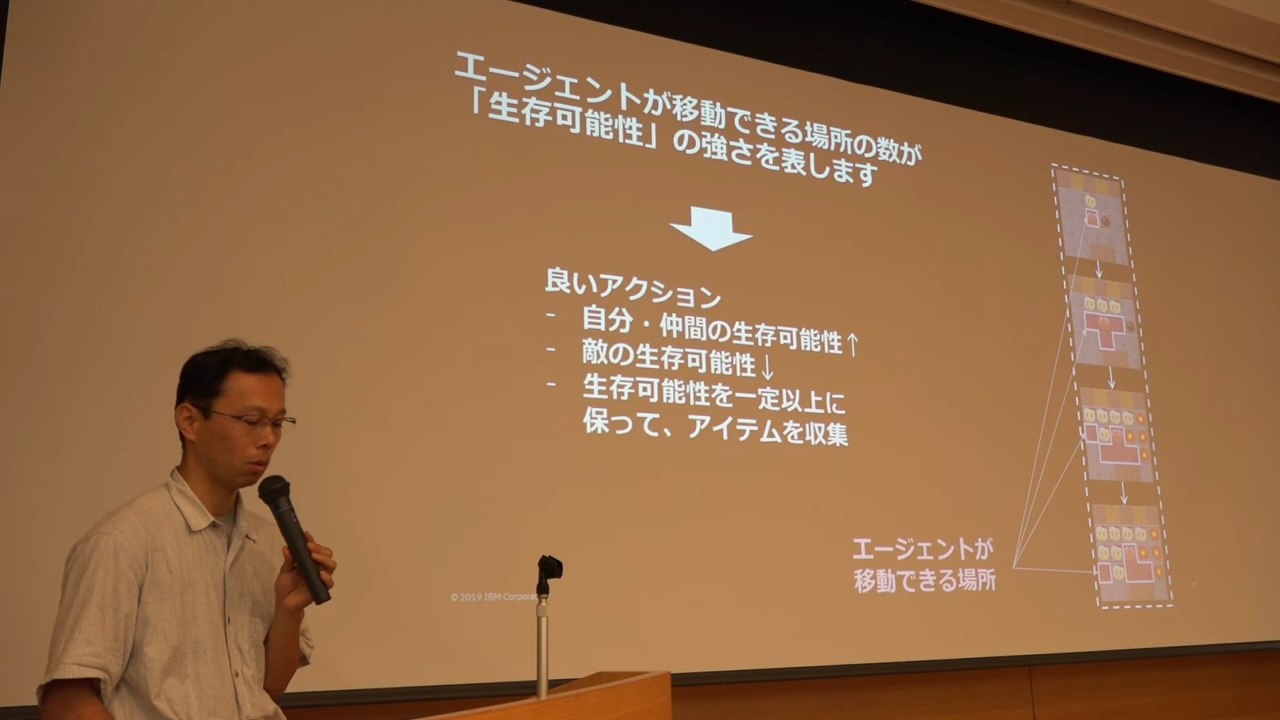 エージェントが移動できる場所の数が
「生存可能性」の強さを表します
良いアクション
- 自分・仲間の生存可能性↑
- 敵の生存可能性↓
- 生存可能性を一定以上に
保って、アイテムを収集
エージェントが
移動できる場所
© 2019 IBM